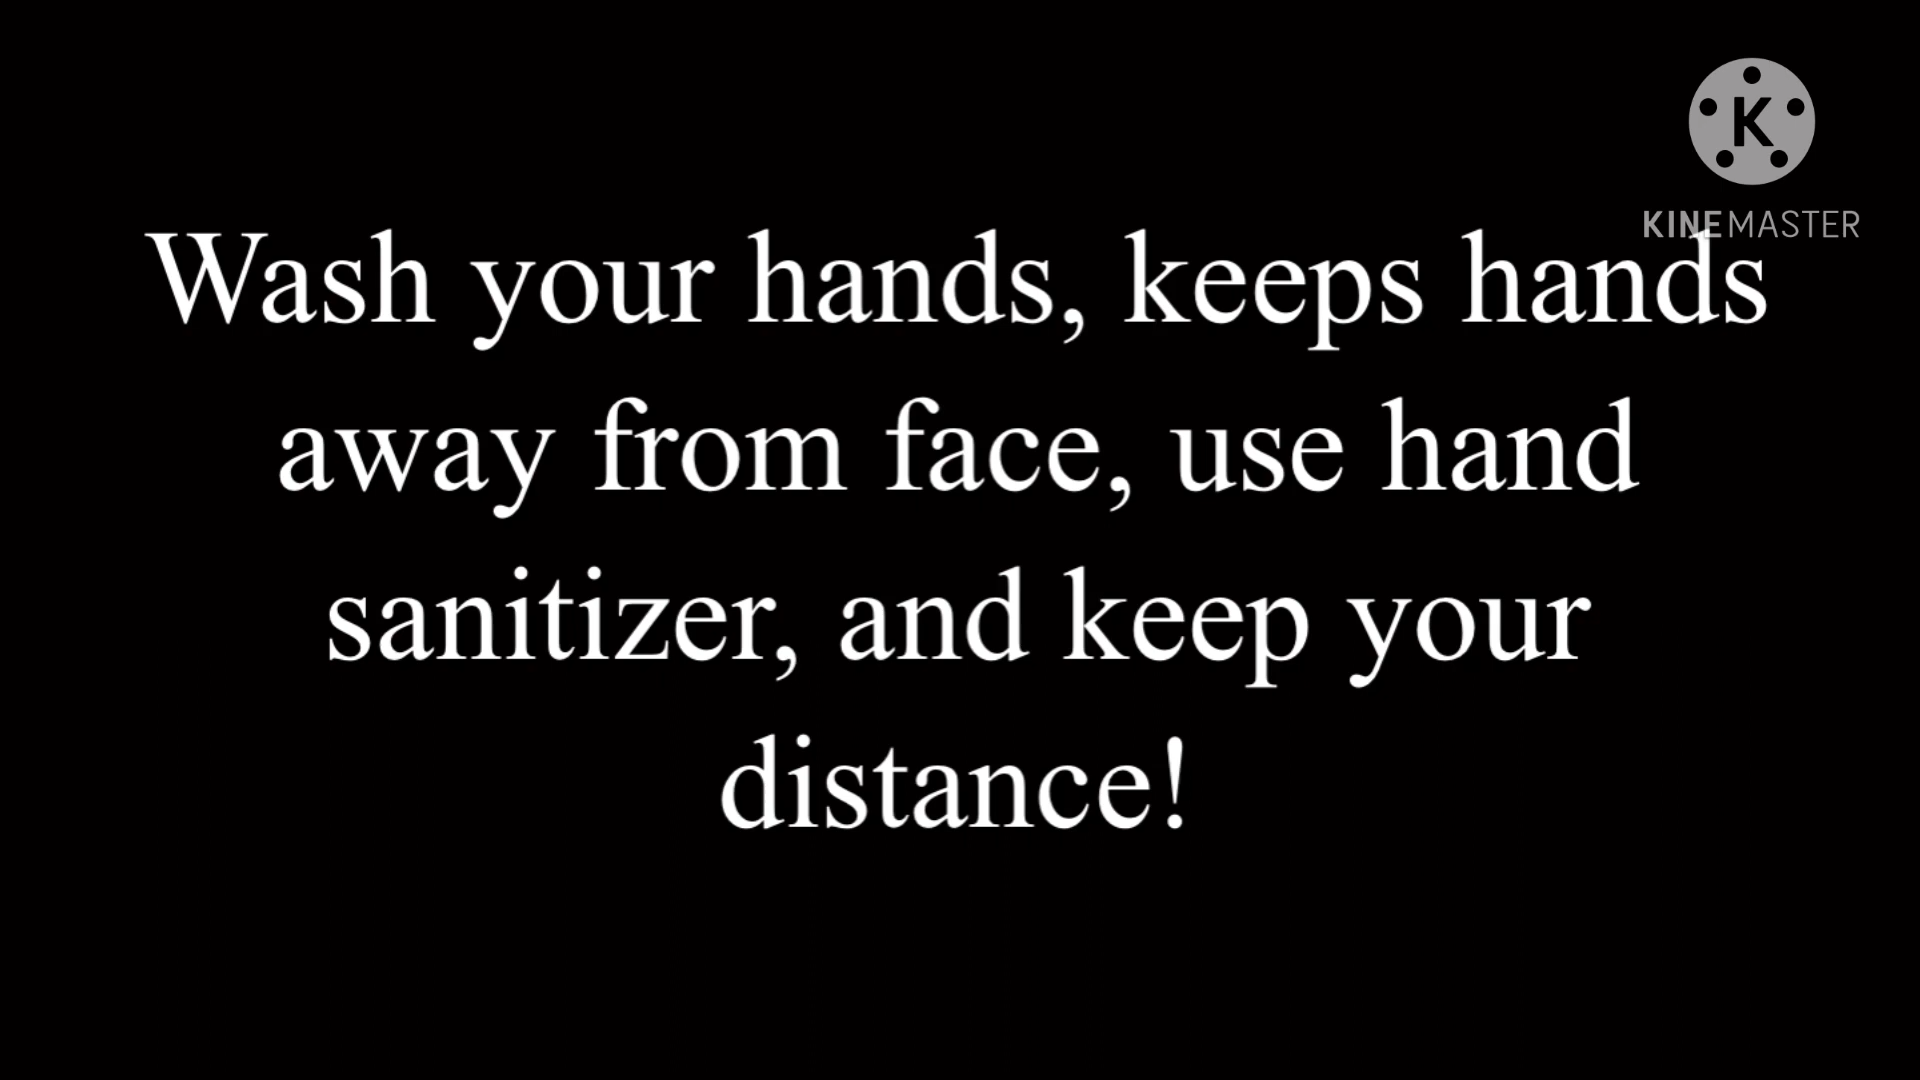 K
KINEMASTER
Wash your hands, keeps hands
away from face, use hand
sanitizer, and keep your
distance!